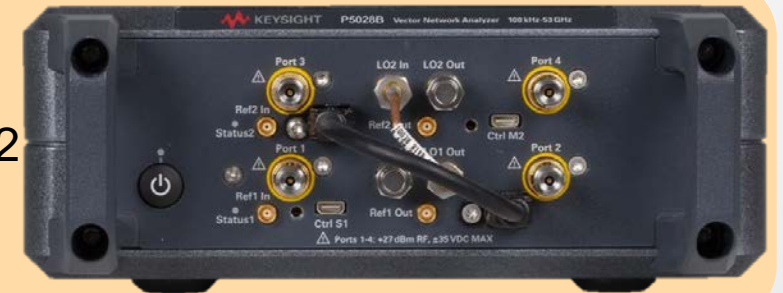 KEYSIGHT P5028B Vector Network Analyzer 100 kHz-53 GHz
Port 3 LO2 In LO2 Out Port 4
Ref2 In
Status2 Ref2 Out Ctrl M2
2
Port 1 LO1 Out Port 2
Ref1 In
Status1 Ctrl S1 Ref1 Out
Ports 1-4: +27 dBm RF, ±35 VDC MAX